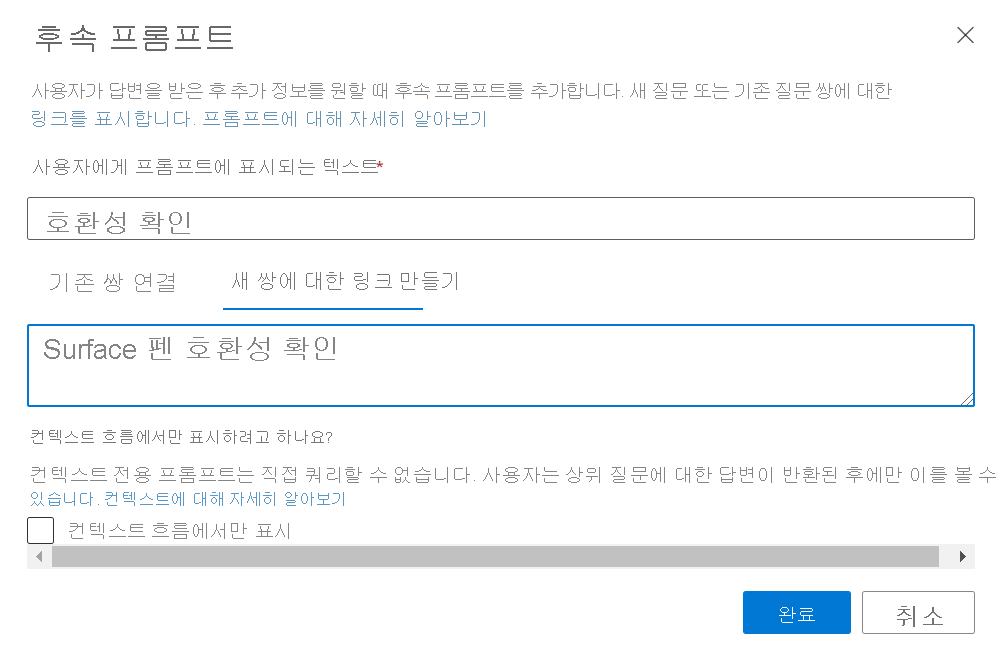 후속 프롬프트
사용자가 답변을 받은 후 추가 정보를 원할 때 후속 프롬프트를 추가합니다. 새 질문 또는 기존 질문 쌍에 대한
링크를 표시합니다. 프롬프트에 대해 자세히 알아보기
사용자에게 프롬프트에 표시되는 텍스트*
호환성 확인
기존 쌍 연결
새 쌍에 대한 링크 만들기
Surface 펜 호환성 확인
컨텍스트 흐름에서만 표시하려고 하나요?
컨텍스트 전용 프롬프트는 직접 쿼리할 수 없습니다. 사용자는 상위 질문에 대한 답변이 반환된 후에만 이를 볼 수
있습니다. 컨텍스트에 대해 자세히 알아보기
컨텍스트 흐름에서만 표시
완료
취소